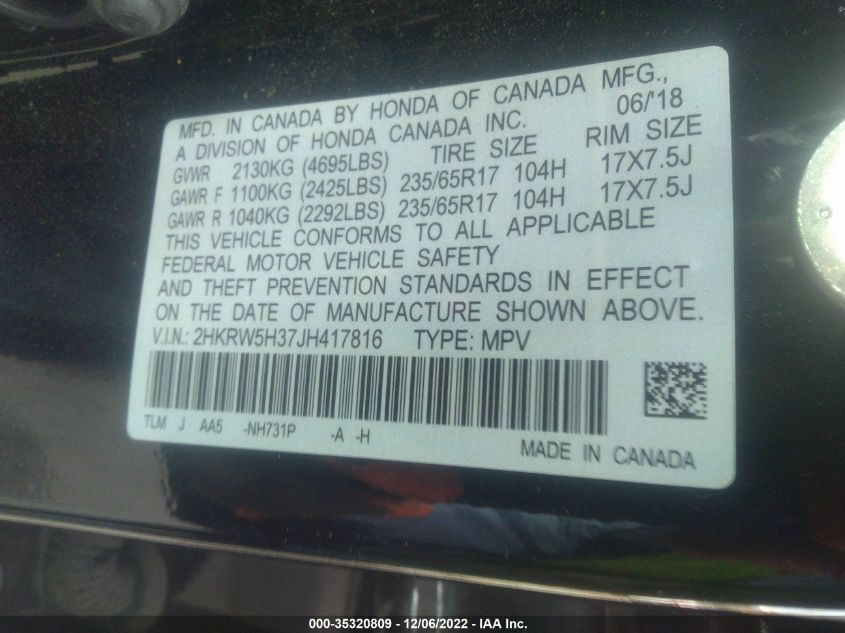 MFD. IN CANADA BY HONDA OF CANADA MFG.,
A DIVISION OF HONDA CANADA INC. 06/'18
GVWR 2130KG (4695LBS) TIRE SIZE RIM SIZE
GAWR F 1100KG (2425LBS) 235/65R17 104H 17X7.5J
GAWR R 1040KG (2292LBS) 235/65R17 104H 17X7.5J
THIS VEHICLE CONFORMS TO ALL APPLICABLE
FEDERAL MOTOR VEHICLE SAFETY
AND THEFT PREVENTION STANDARDS IN EFFECT
ON THE DATE OF MANUFACTURE SHOWN ABOVE.
V.I.N.: 2HKRW5H37JH417816 TYPE: MPV
TLM J AA5 -NH731P -A -H
MADE IN CANADA
000-35320809 - 12/06/2022 - IAA Inc.